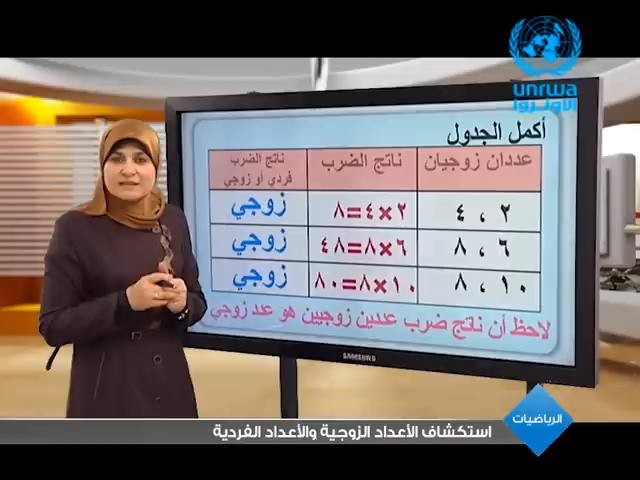 unrwa
الأونروا
أكمل الجدول
عددان زوجيان ناتج الضرب ناتج الضرب فردي أو زوجي
٢ ، ٤ ٢×٤=٨ زوجي
٦ ، ٨ ٦×٨=٤٨ زوجي
١٠ ، ٨ ١٠×٨=٨٠ زوجي
لاحظ أن ناتج ضرب عددين زوجيين هو عدد زوجي
SAMSUNG
الرياضيات
استكشاف الأعداد الزوجية والأعداد الفردية